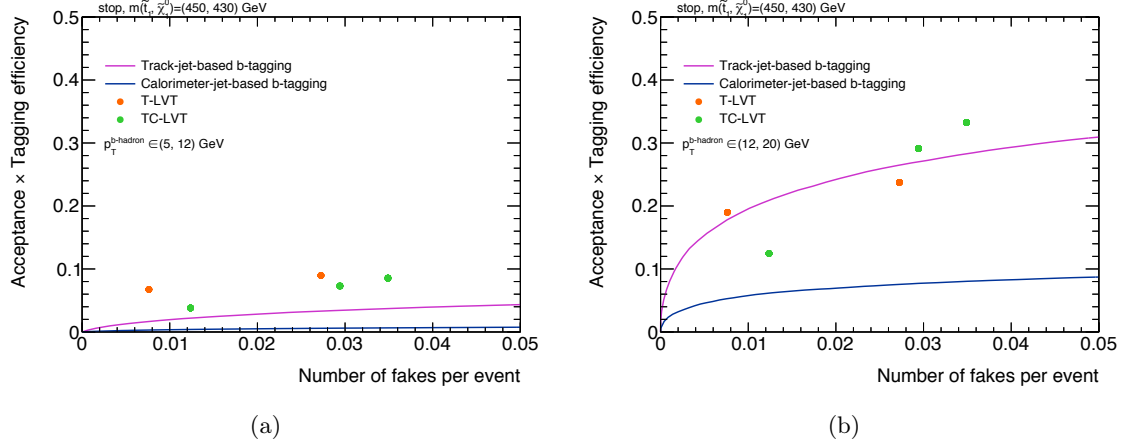 stop, m(t̃₁, χ̃₁⁰)=(450, 430) GeV
Acceptance × Tagging efficiency
0.5
0.4
0.3
0.2
0.1
0
Track-jet-based b-tagging
Calorimeter-jet-based b-tagging
T-LVT
TC-LVT
p_T^{b-hadron} ∈(5, 12) GeV
0 0.01 0.02 0.03 0.04 0.05
Number of fakes per event
(a)
stop, m(t̃₁, χ̃₁⁰)=(450, 430) GeV
Acceptance × Tagging efficiency
0.5
0.4
0.3
0.2
0.1
0
Track-jet-based b-tagging
Calorimeter-jet-based b-tagging
T-LVT
TC-LVT
p_T^{b-hadron} ∈(12, 20) GeV
0 0.01 0.02 0.03 0.04 0.05
Number of fakes per event
(b)